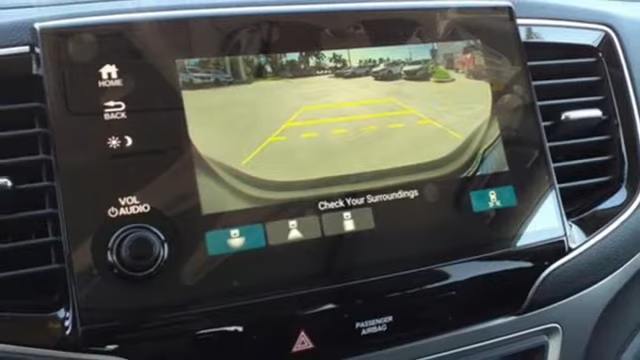 HOME
BACK
VOL
AUDIO
Check Your Surroundings
PASSENGER
AIRBAG